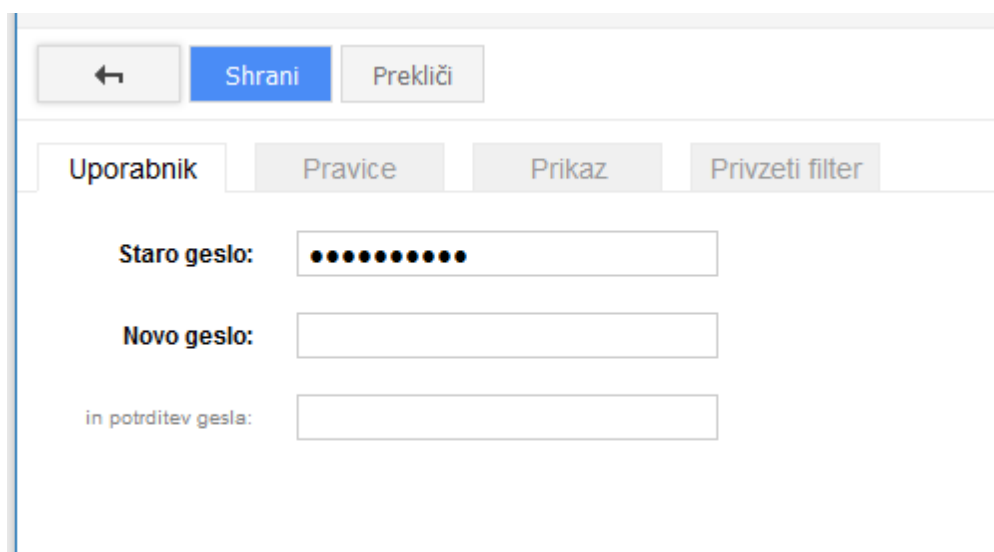 Shrani Prekliči
Uporabnik Pravice Prikaz Privzeti filter
Staro geslo: ••••••••••
Novo geslo:
in potrditev gesla: